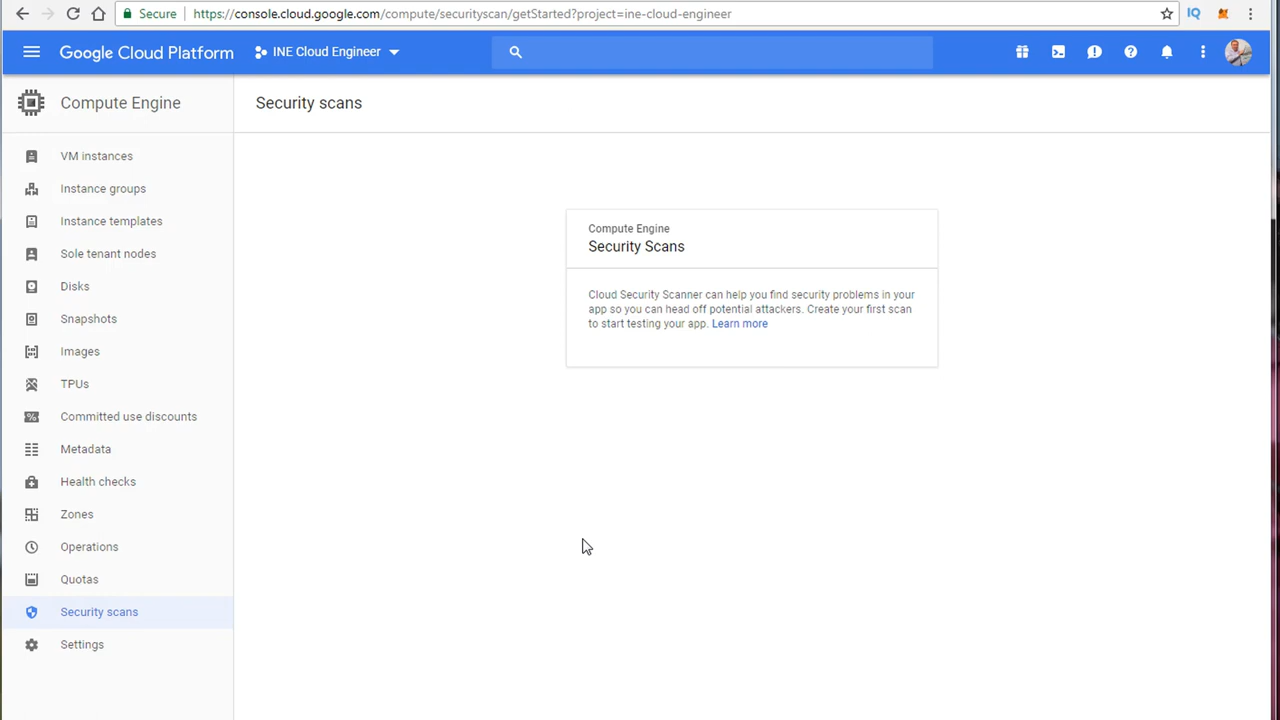 Secure
https://console.cloud.google.com/compute/securityscan/getStarted?project=ine-cloud-engineer
IQ
Google Cloud Platform
INE Cloud Engineer
Compute Engine
Security scans
VM instances
Instance groups
Instance templates
Sole tenant nodes
Disks
Snapshots
Images
TPUs
Committed use discounts
Metadata
Health checks
Zones
Operations
Quotas
Security scans
Settings
Compute Engine
Security Scans
Cloud Security Scanner can help you find security problems in your
app so you can head off potential attackers. Create your first scan
to start testing your app. Learn more